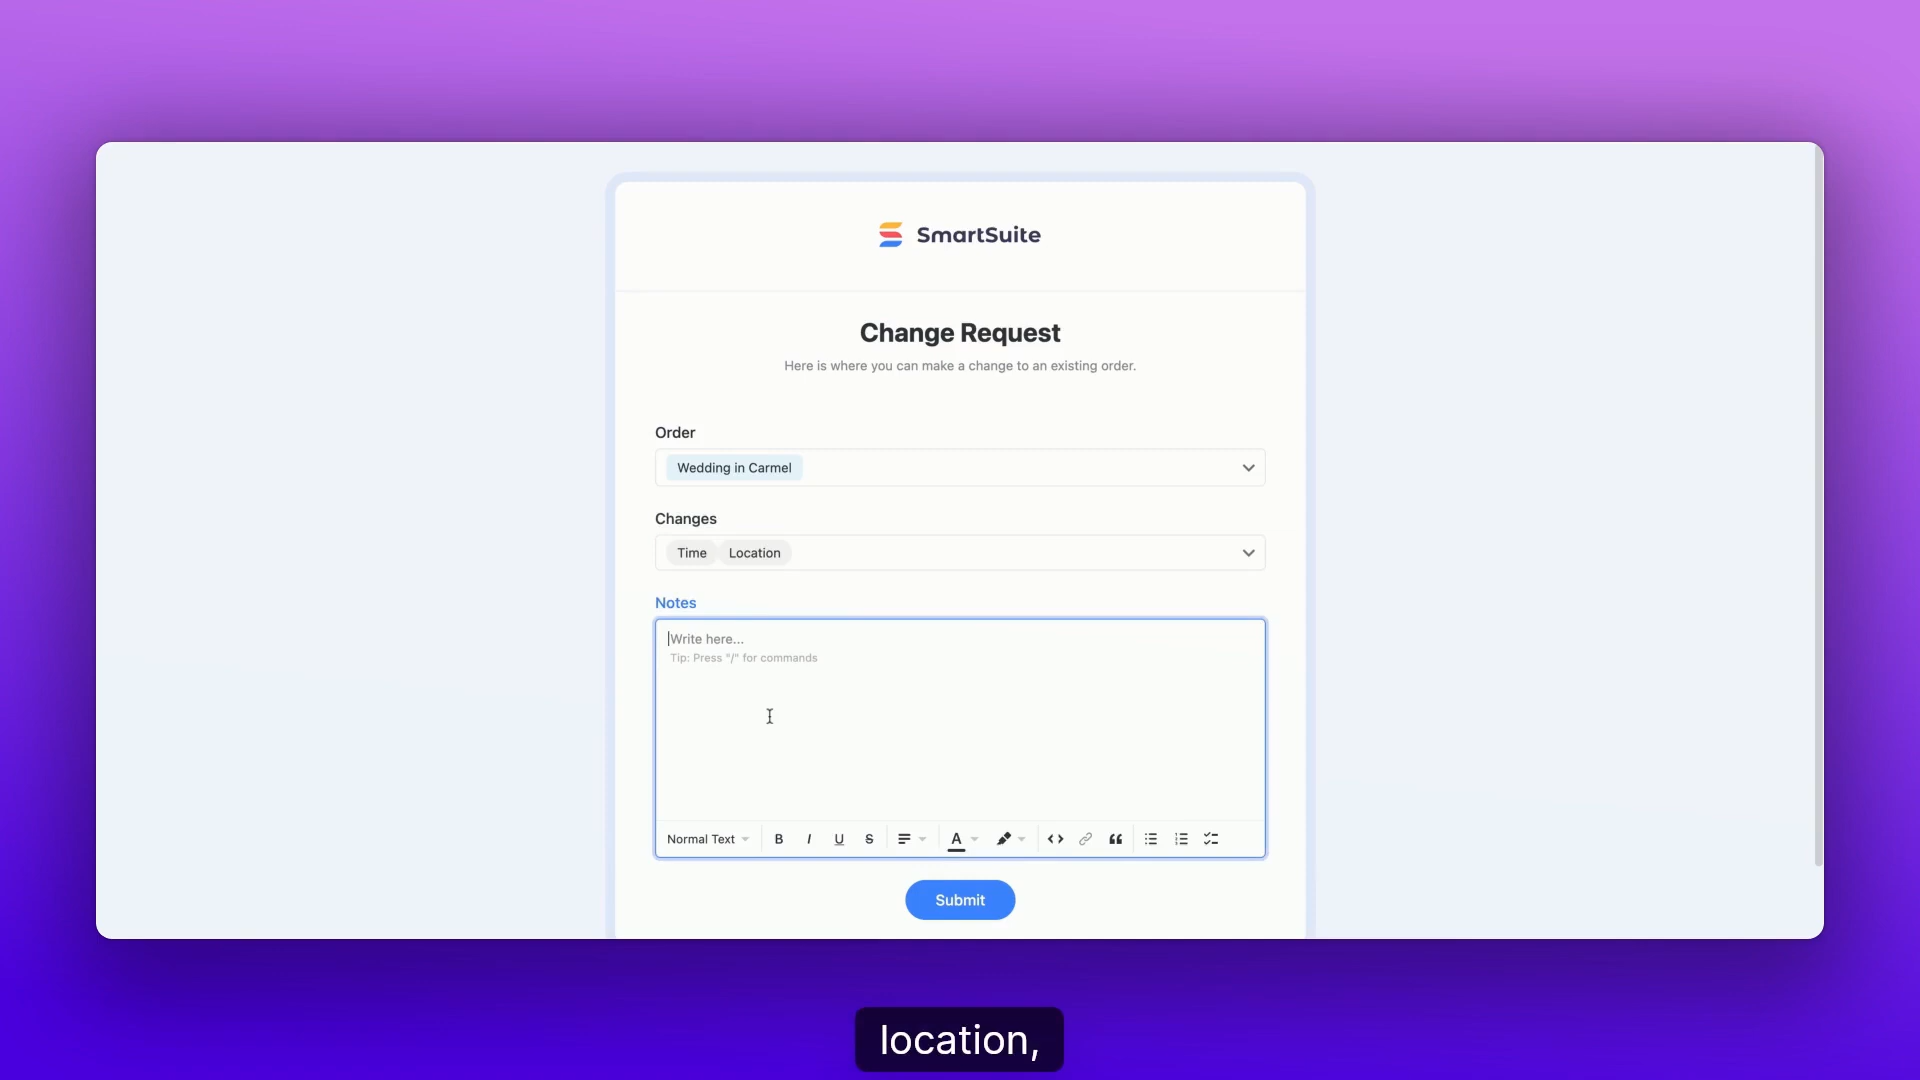 SmartSuite
Change Request
Here is where you can make a change to an existing order.
Order
Wedding in Carmel
Changes
Time Location
Notes
Write here...
Tip: Press "/" for commands
Normal Text B I U S A
Submit
location,